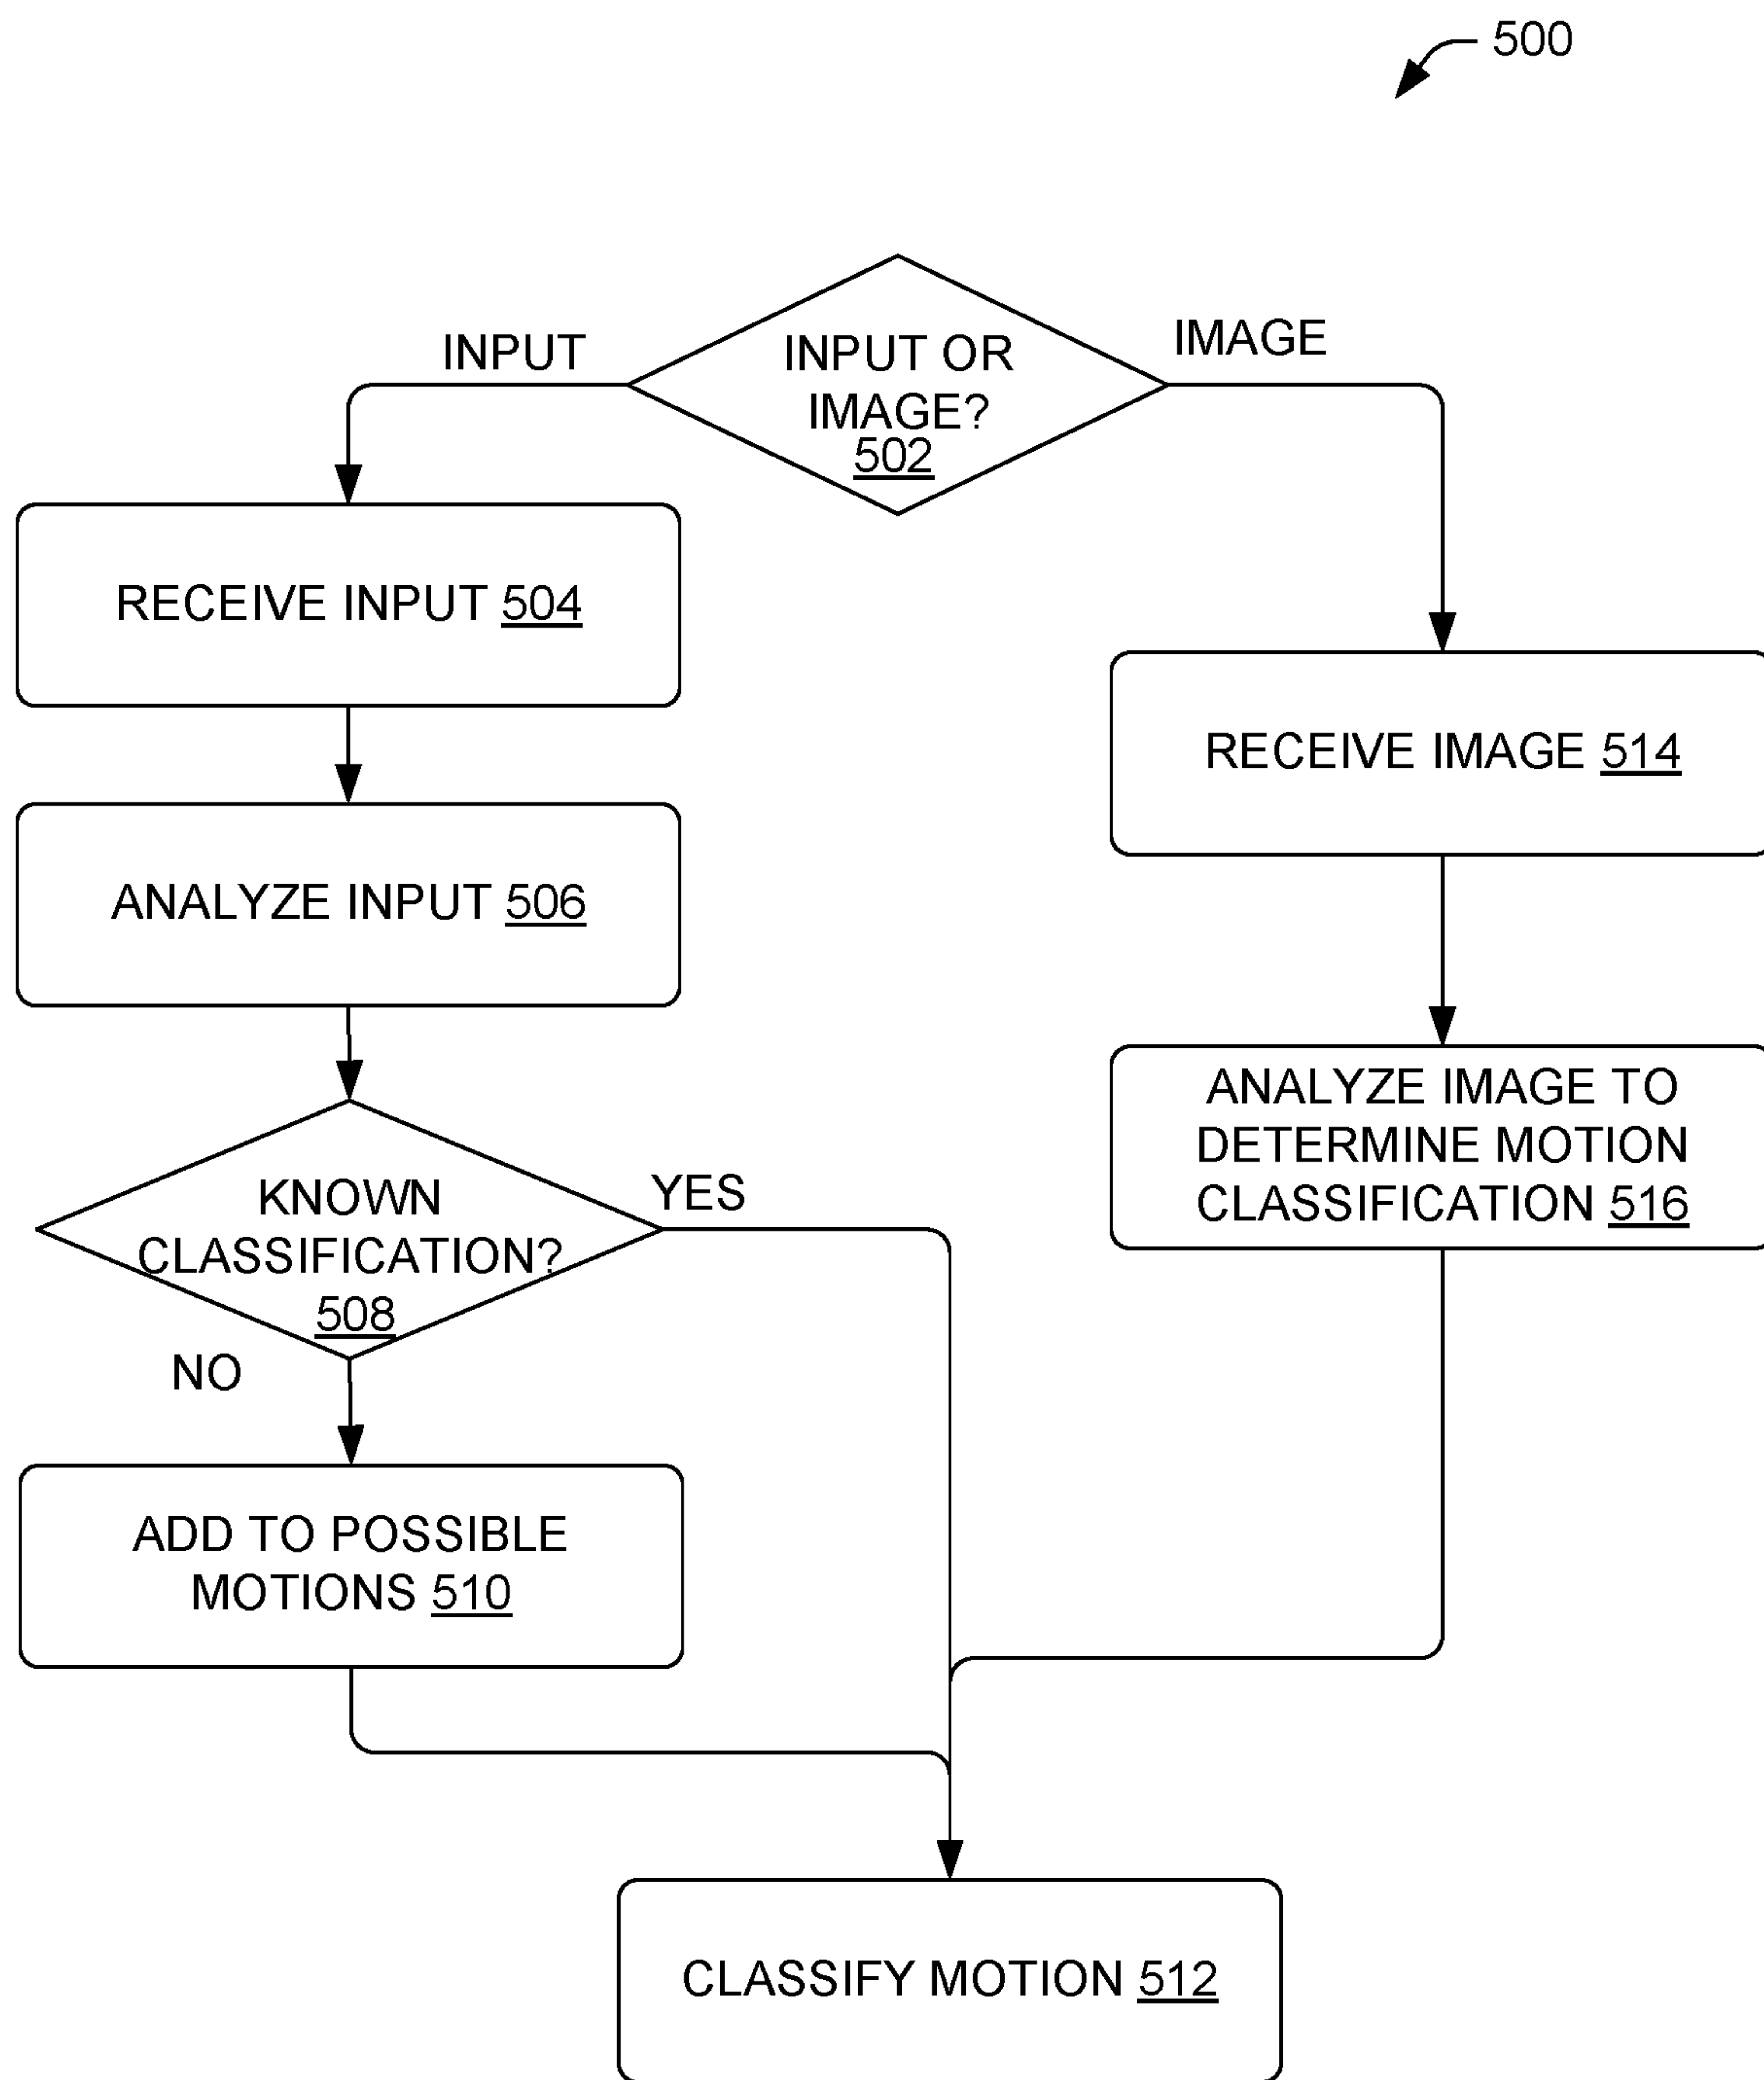 500
INPUT
INPUT OR
IMAGE?
502
IMAGE
RECEIVE INPUT 504
RECEIVE IMAGE 514
ANALYZE INPUT 506
ANALYZE IMAGE TO
DETERMINE MOTION
CLASSIFICATION 516
KNOWN
CLASSIFICATION?
508
YES
NO
ADD TO POSSIBLE
MOTIONS 510
CLASSIFY MOTION 512